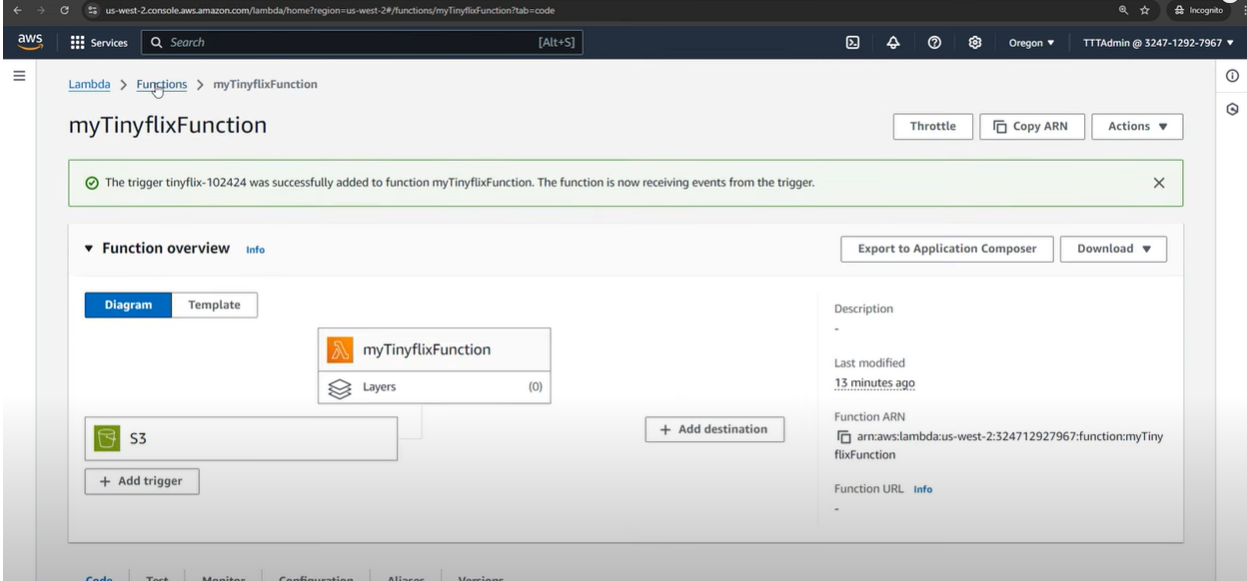 us-west-2.console.aws.amazon.com/lambda/home?region=us-west-2#/functions/myTinyflixFunction?tab=code
Incognito
aws
Services
Search
[Alt+S]
Oregon
TTTAdmin @ 3247-1292-7967
Lambda > Functions > myTinyflixFunction
myTinyflixFunction
Throttle
Copy ARN
Actions
The trigger tinyflix-102424 was successfully added to function myTinyflixFunction. The function is now receiving events from the trigger.
Function overview
Info
Export to Application Composer
Download
Diagram
Template
myTinyflixFunction
Layers
(0)
S3
+ Add trigger
+ Add destination
Description
-
Last modified
13 minutes ago
Function ARN
arn:aws:lambda:us-west-2:324712927967:function:myTiny
flixFunction
Function URL
Info
-
Code
Test
Monitor
Configuration
Aliases
Versions